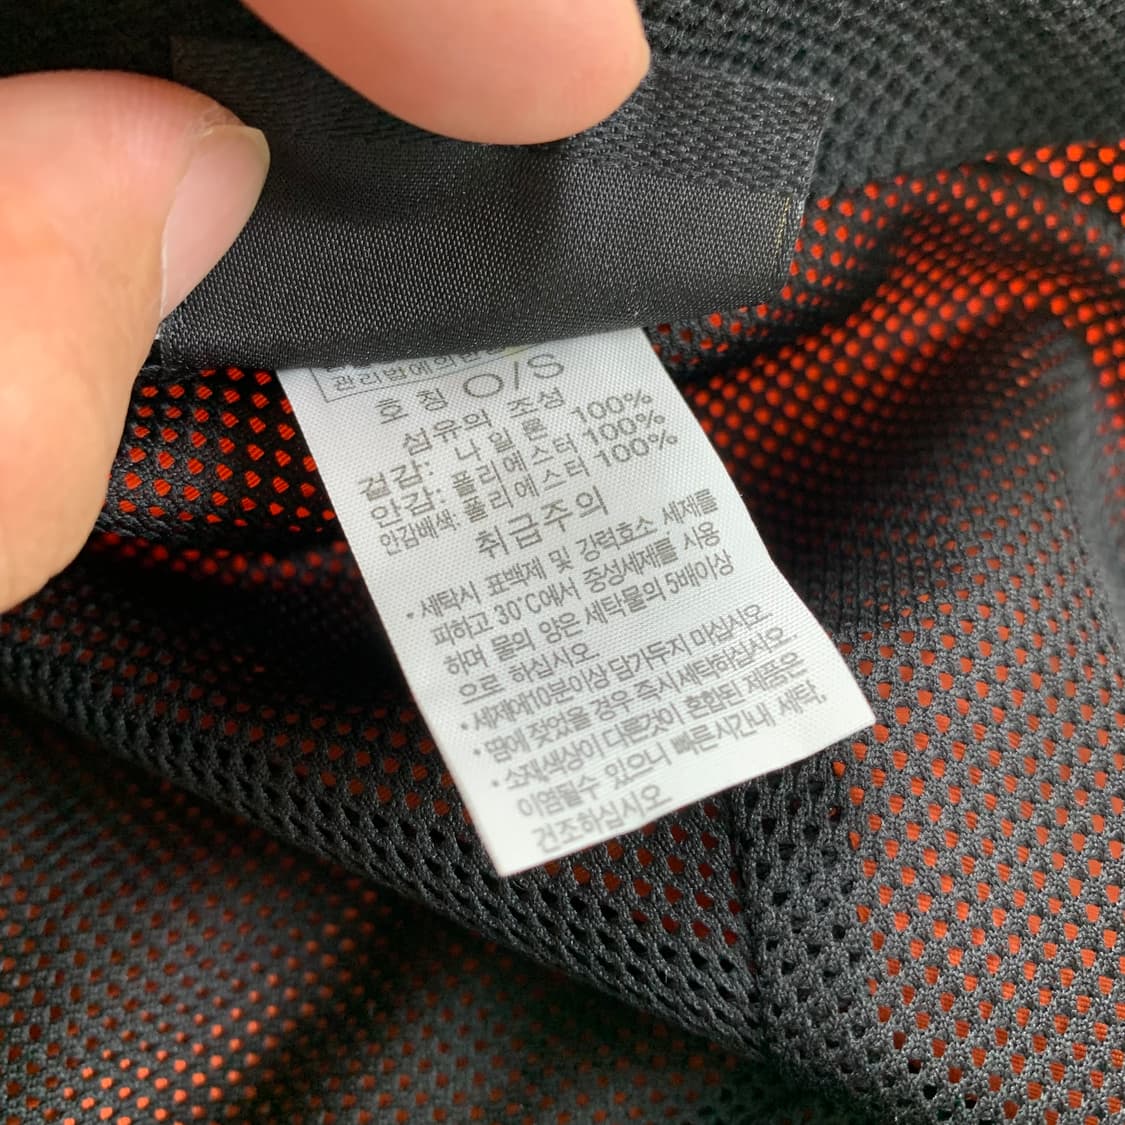 관리법에의한
호 칭 O/S
섬유의 조성
겉감: 나 일 론 100%
안감: 폴리에스터 100%
안감배색: 폴리에스터 100%
취급주의
• 세탁시 표백제 및 강력효소 세제를
피하고 30°C에서 중성세제를 사용
하며 물의 양은 세탁물의 5배이상
으로 하십시오
• 세제에10분이상 담가두지 마십시오.
• 땀에 젖었을 경우 즉시 세탁하십시오.
• 소재,색상이 다른것이 혼합된 제품은
이염될수 있으니 빠른시간내 세탁,
건조하십시오